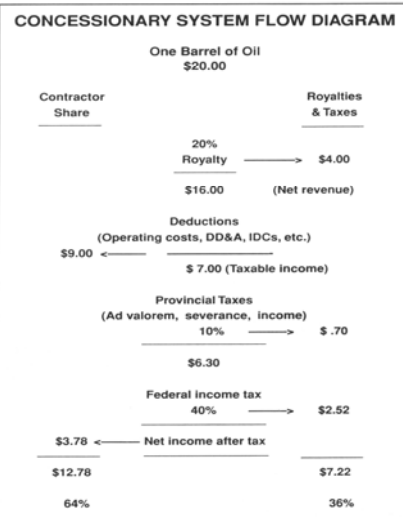 CONCESSIONARY SYSTEM FLOW DIAGRAM
One Barrel of Oil
$20.00
Contractor Share
Royalties & Taxes
20%
Royalty $4.00
$16.00 (Net revenue)
Deductions
(Operating costs, DD&A, IDCs, etc.)
$9.00
$ 7.00 (Taxable income)
Provincial Taxes
(Ad valorem, severance, income)
10% $ .70
$6.30
Federal income tax
40% $2.52
$3.78 Net income after tax
$12.78 $7.22
64% 36%